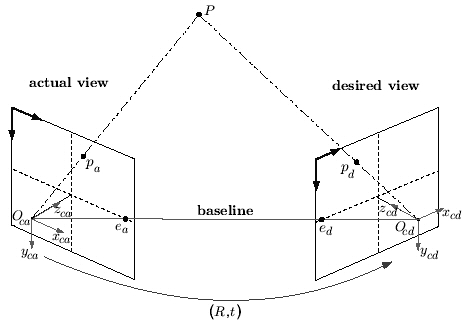 P
actual view
desired view
p_a
p_d
z_ca
z_cd
x_cd
O_ca
baseline
x_ca
e_a
e_d
O_cd
y_ca
y_cd
(R,t)